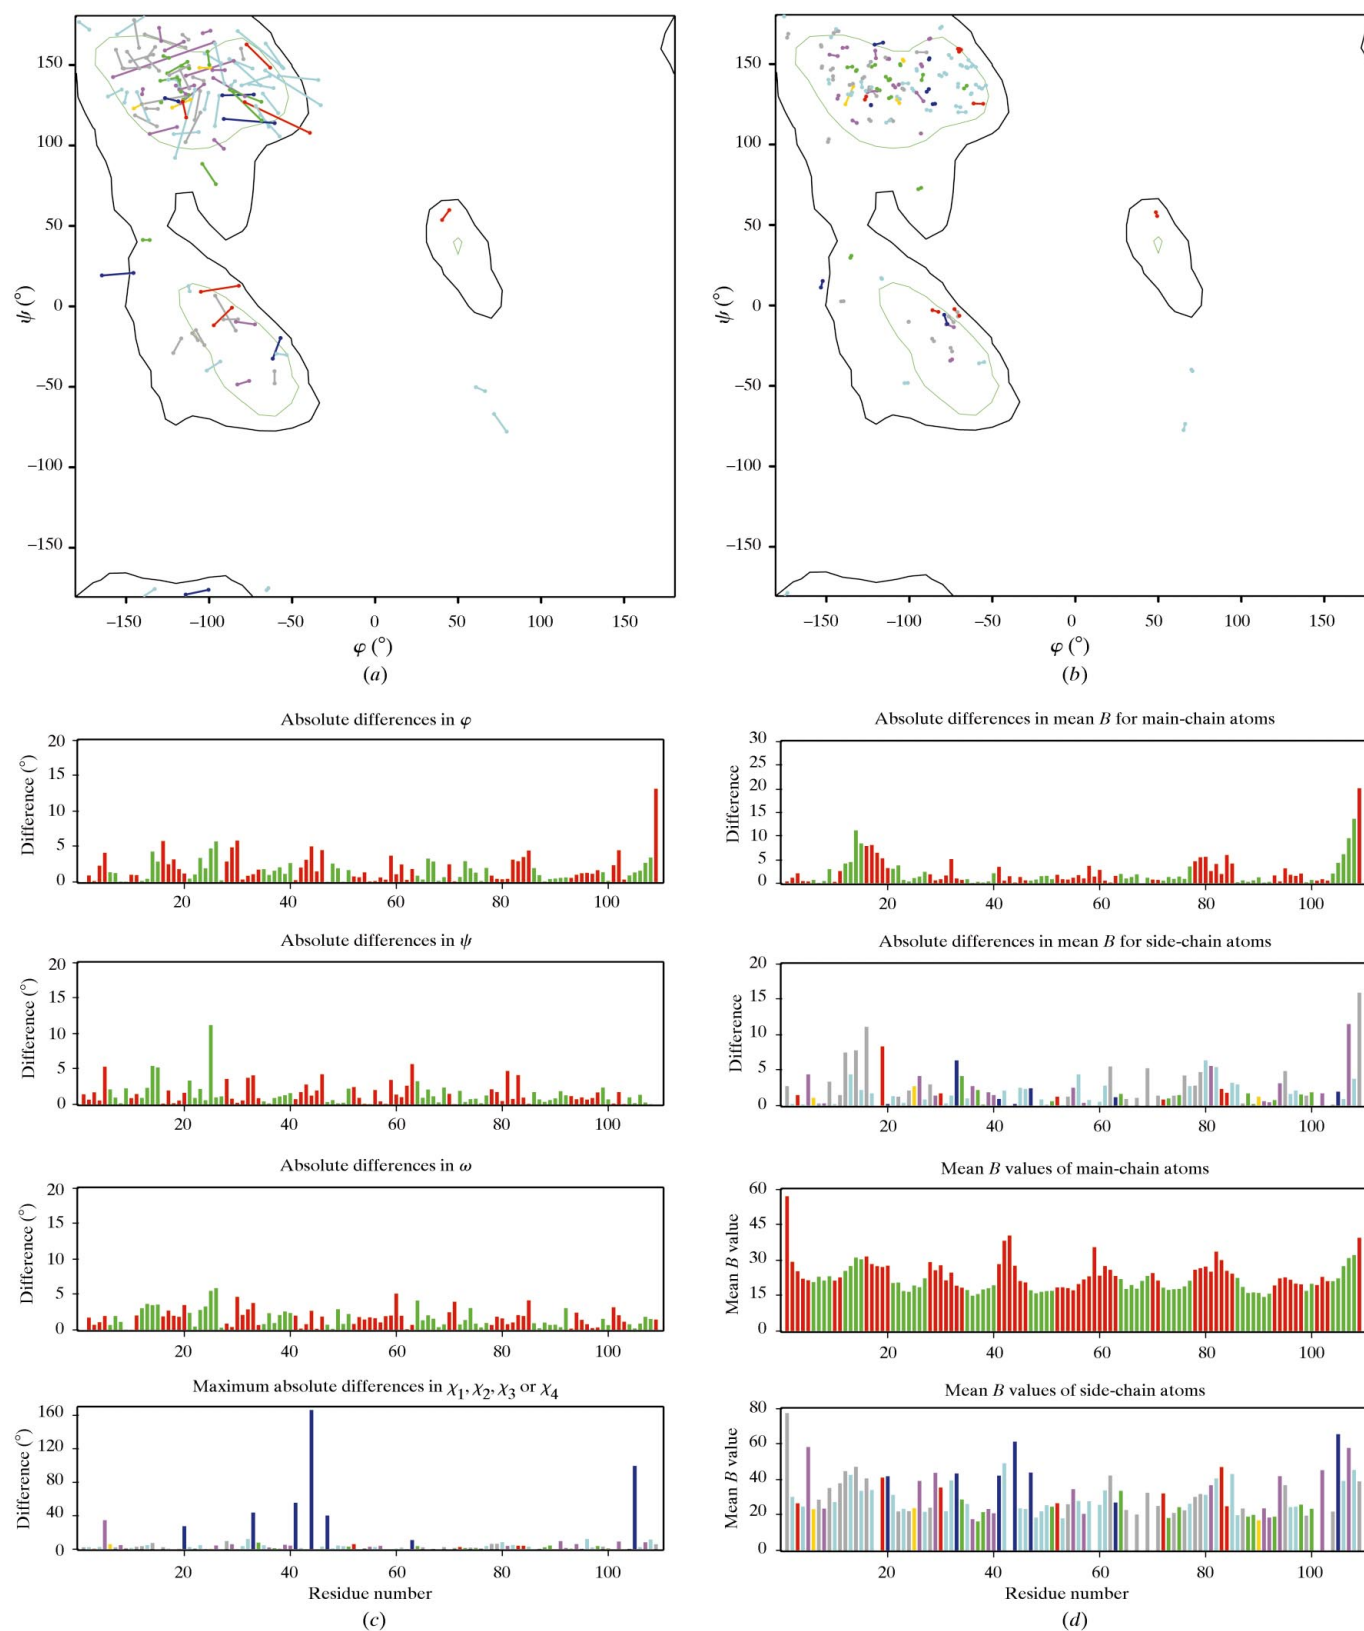 150
100
50
0
–50
–100
–150
ψ (°)
–150 –100 –50 0 50 100 150
φ (°)
(a)
150
100
50
0
–50
–100
–150
ψ (°)
–150 –100 –50 0 50 100 150
φ (°)
(b)
Absolute differences in φ
20
15
10
5
0
Difference (°)
20 40 60 80 100
Absolute differences in ψ
20
15
10
5
0
Difference (°)
20 40 60 80 100
Absolute differences in ω
20
15
10
5
0
Difference (°)
20 40 60 80 100
Maximum absolute differences in χ1, χ2, χ3 or χ4
160
120
80
40
0
Difference (°)
20 40 60 80 100
Residue number
(c)
Absolute differences in mean B for main-chain atoms
30
25
20
15
10
5
0
Difference
20 40 60 80 100
Absolute differences in mean B for side-chain atoms
20
15
10
5
0
Difference
20 40 60 80 100
Mean B values of main-chain atoms
60
45
30
15
0
Mean B value
20 40 60 80 100
Mean B values of side-chain atoms
80
60
40
20
0
Mean B value
20 40 60 80 100
Residue number
(d)